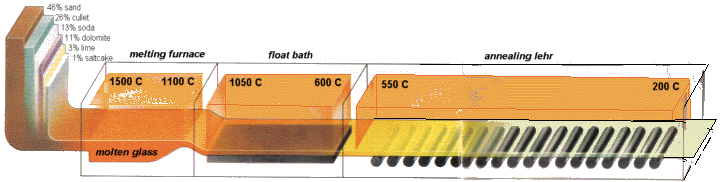 46% sand
26% cullet
13% soda
11% dolomite
3% lime
1% saltcake
melting furnace
float bath
annealing lehr
1500 C
1100 C
1050 C
600 C
550 C
200 C
molten glass